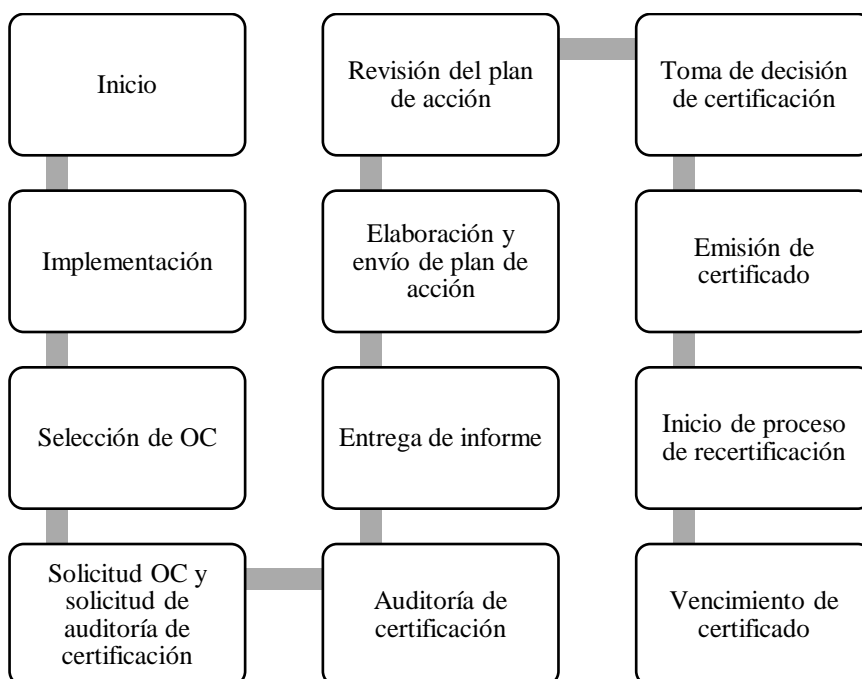 Inicio
Implementación
Selección de OC
Solicitud OC y
solicitud de
auditoría de
certificación
Auditoría de
certificación
Entrega de informe
Elaboración y
envío de plan de
acción
Revisión del plan
de acción
Toma de decisión
de certificación
Emisión de
certificado
Inicio de proceso
de recertificación
Vencimiento de
certificado